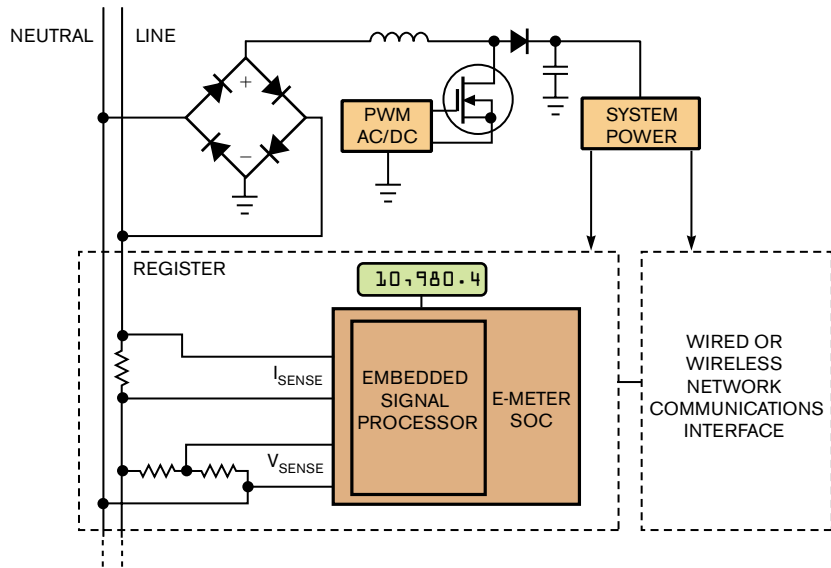 NEUTRAL
LINE
+
−
PWM
AC/DC
SYSTEM
POWER
REGISTER
10,980.4
ISENSE
VSENSE
EMBEDDED
SIGNAL
PROCESSOR
E-METER
SOC
WIRED OR
WIRELESS
NETWORK
COMMUNICATIONS
INTERFACE